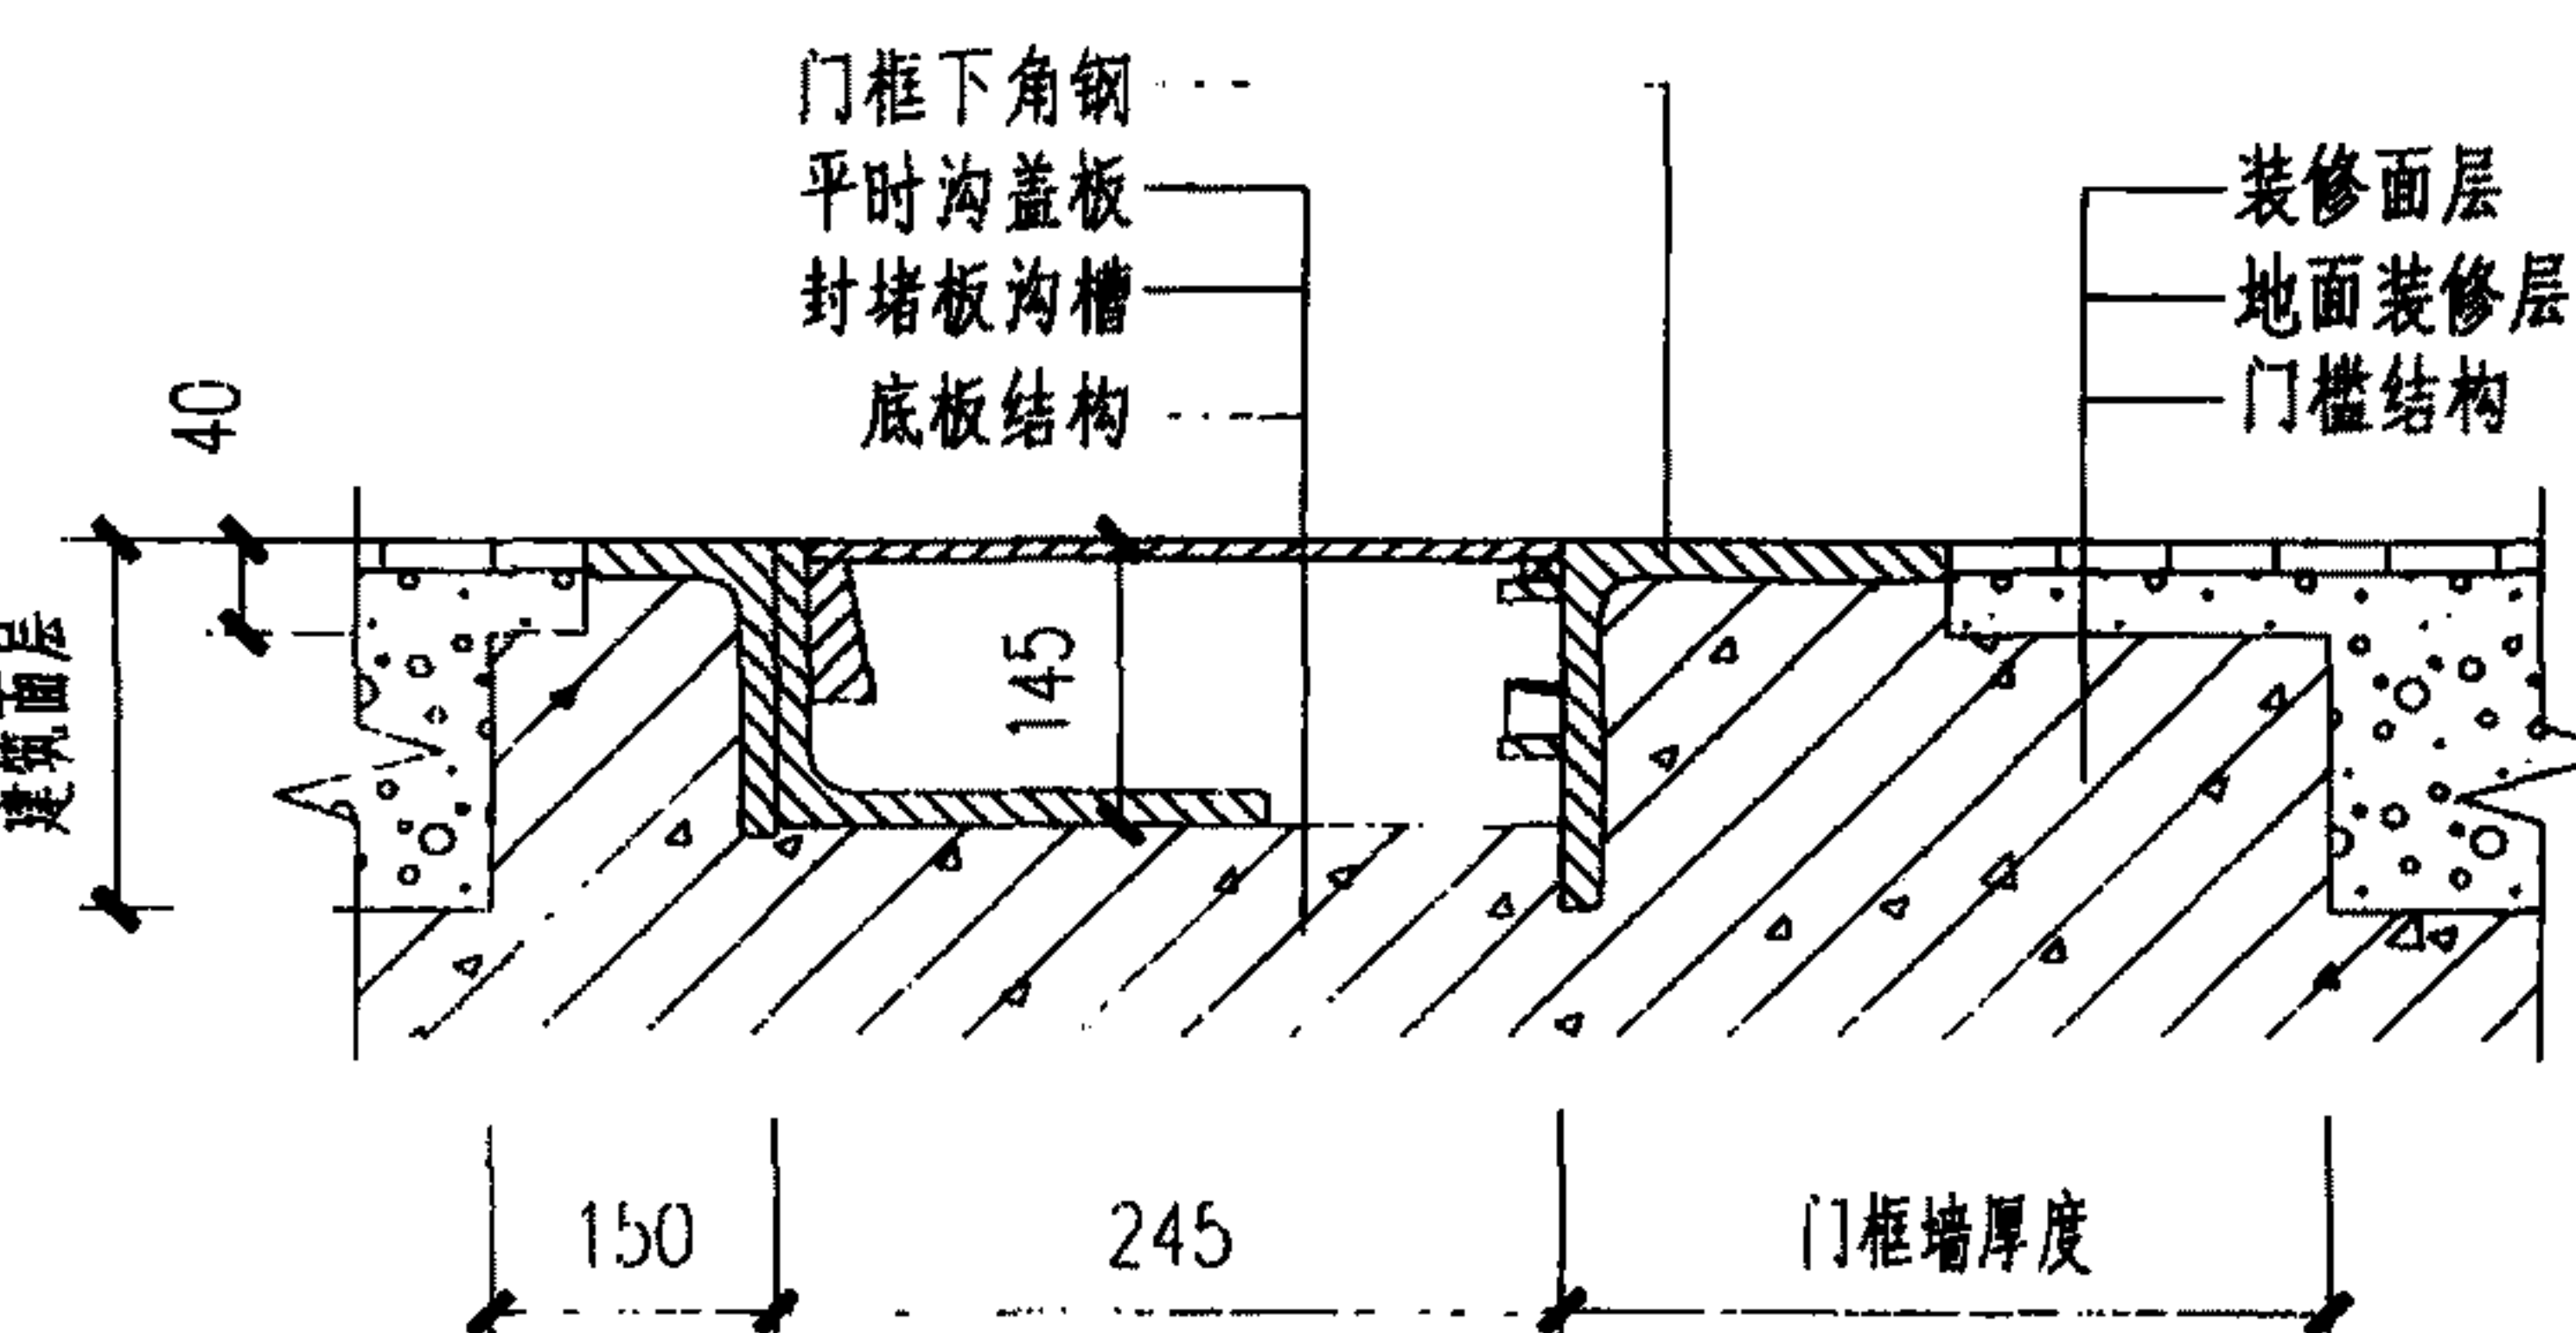 门框下角钢
平时沟盖板
封堵板沟槽
底板结构
装修面层
地面装修层
门槛结构
40
建筑面层
145
150
245
门框墙厚度